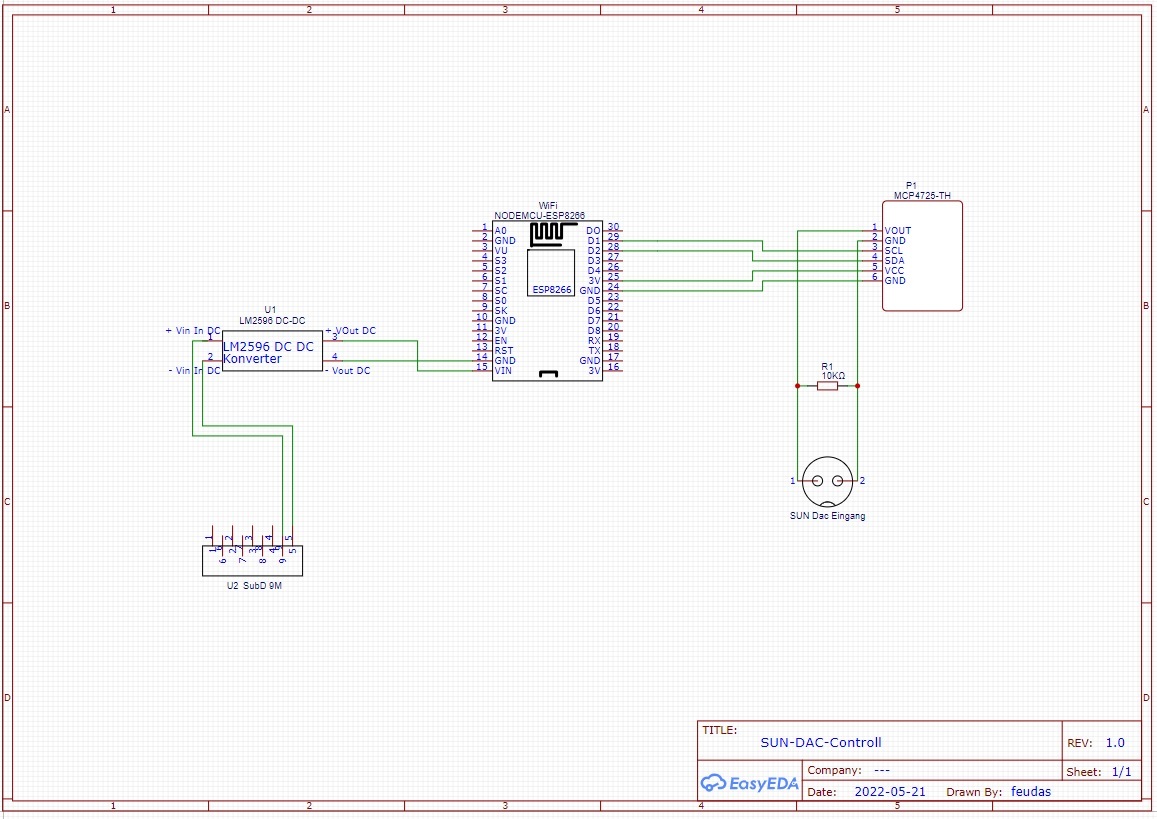 1 2 3 4 5
A A
P1
MCP4725-TH
WiFi
NODEMCU-ESP8266
1 A0 DO 30
2 GND D1 29
3 VU D2 28
4 S3 D3 27
5 S2 D4 26
6 S1 3V 25
7 SC GND 24
8 S0 D5 23
9 SK D6 22
10 GND D7 21
11 3V D8 20
12 EN RX 19
13 RST TX 18
14 GND GND 17
15 VIN 3V 16
ESP8266
1 VOUT
2 GND
3 SCL
4 SDA
5 VCC
6 GND
B B
U1
LM2596 DC-DC
+ Vin In DC + VOut DC
1 3
LM2596 DC DC
Konverter
2 4
- Vin In DC - Vout DC
R1
10KΩ
1 2
SUN Dac Eingang
C C
1 2 3 4 5
1 2 3 4 5
6 7 8 9
U2 SubD 9M
D D
TITLE:
SUN-DAC-Controll
REV: 1.0
EasyEDA
Company: ---
Sheet: 1/1
Date: 2022-05-21 Drawn By: feudas
1 2 3 4 5